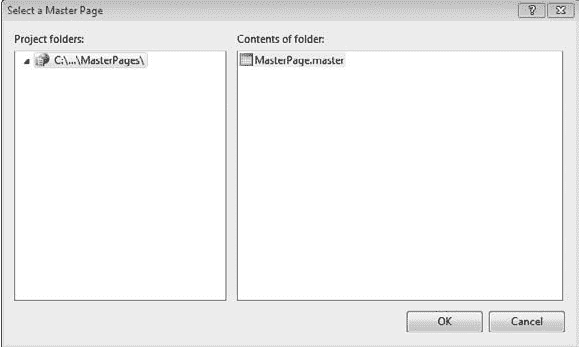 Select a Master Page
Project folders:
Contents of folder:
C:\...\MasterPages\
MasterPage.master
OK
Cancel